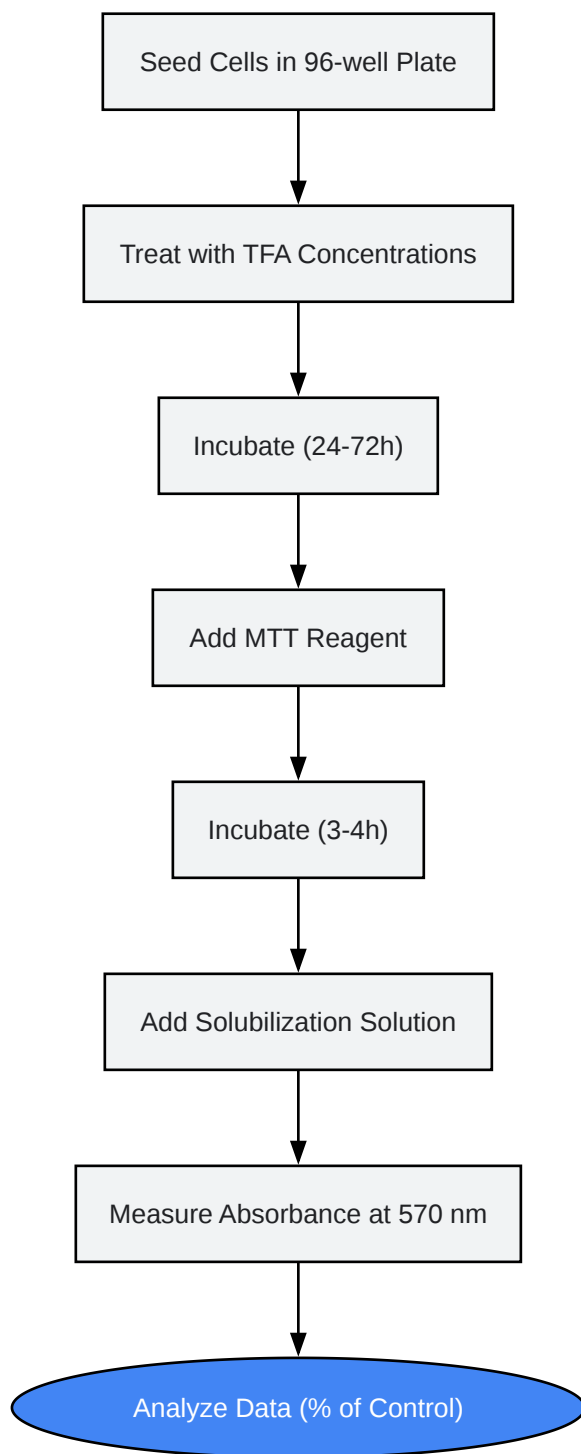 Seed Cells in 96-well Plate
Treat with TFA Concentrations
Incubate (24-72h)
Add MTT Reagent
Incubate (3-4h)
Add Solubilization Solution
Measure Absorbance at 570 nm
Analyze Data (% of Control)